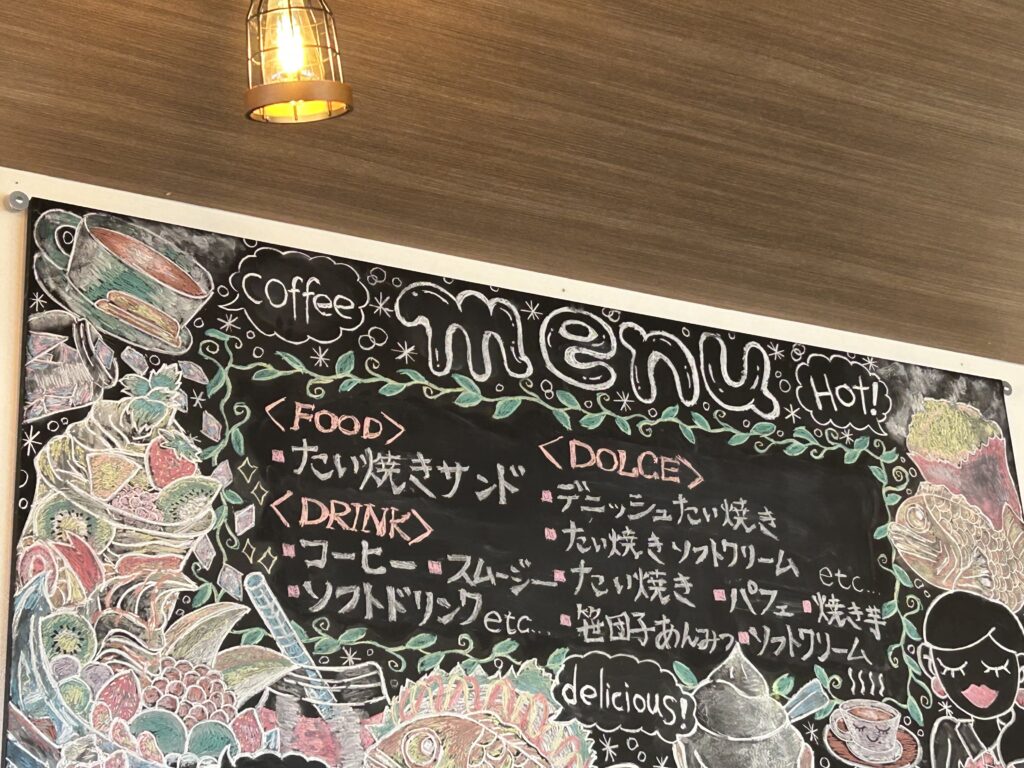 coffee
menu
Hot!
<FOOD>
▪たい焼きサンド
<DRINK>
▪コーヒー ▪スムージー
▪ソフトドリンク etc...
<DOLCE>
▪デニッシュたい焼き
▪たい焼きソフトクリーム
▪たい焼き ▪パフェ ▪焼き芋 etc...
▪笹団子あんみつ ▪ソフトクリーム
delicious!